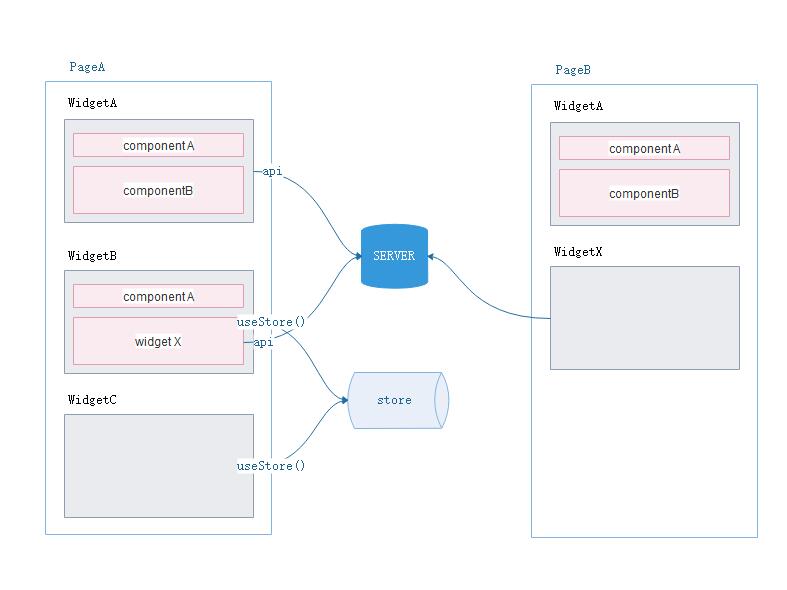 PageA
WidgetA
componentA
componentB
api
WidgetB
componentA
widget X
useStore()
api
WidgetC
useStore()
SERVER
store
PageB
WidgetA
componentA
componentB
WidgetX